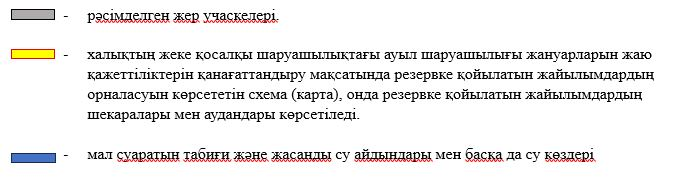 - рәсімделген жер учаскелері.
- халықтың жеке қосалқы шаруашылықтағы ауыл шаруашылығы жануарларын жаю
қажеттіліктерін қанағаттандыру мақсатында резервке қойылатын жайылымдардың
орналасуын көрсететін схема (карта), онда резервке қойылатын жайылымдардың
шекаралары мен аудандары көрсетіледі.
- мал суаратын табиғи және жасанды су айдындары мен басқа да су көздері